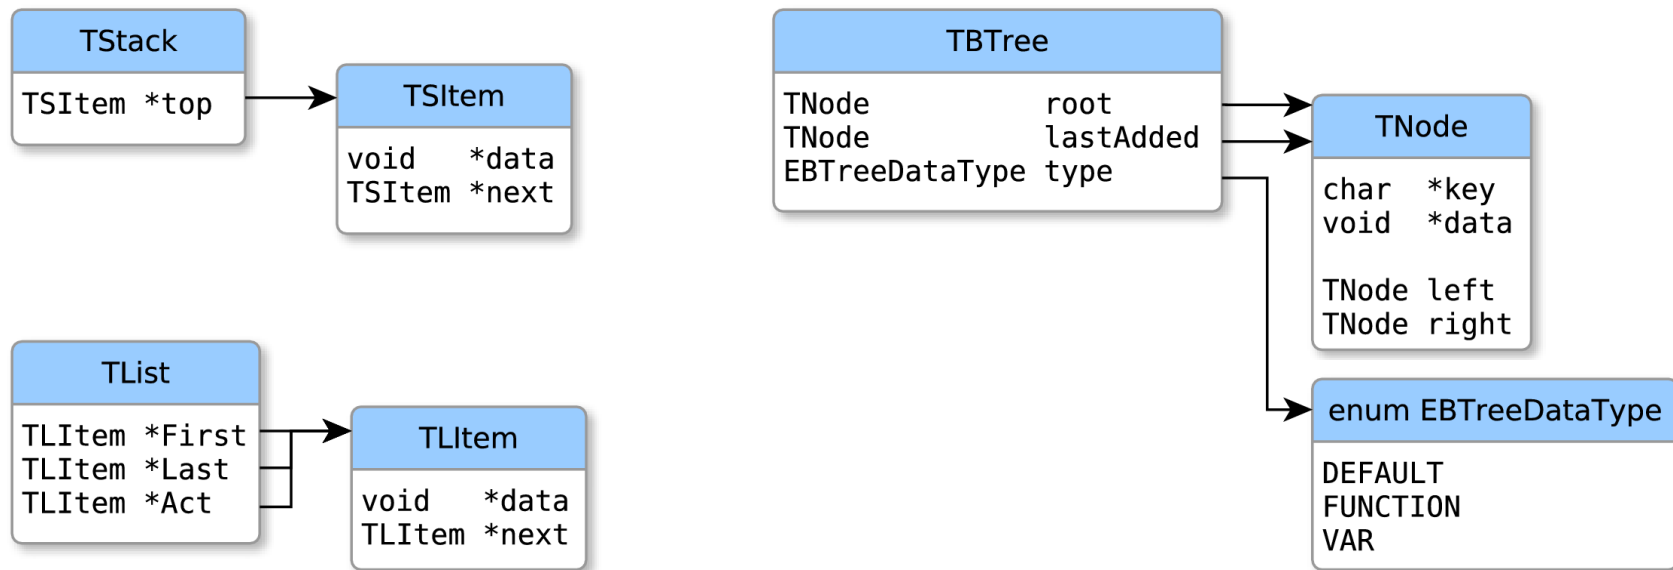 TStack
TSItem *top
TSItem
void *data
TSItem *next
TBTree
TNode root
TNode lastAdded
EBTreeDataType type
TNode
char *key
void *data
TNode left
TNode right
TList
TLItem *First
TLItem *Last
TLItem *Act
TLItem
void *data
TLItem *next
enum EBTreeDataType
DEFAULT
FUNCTION
VAR